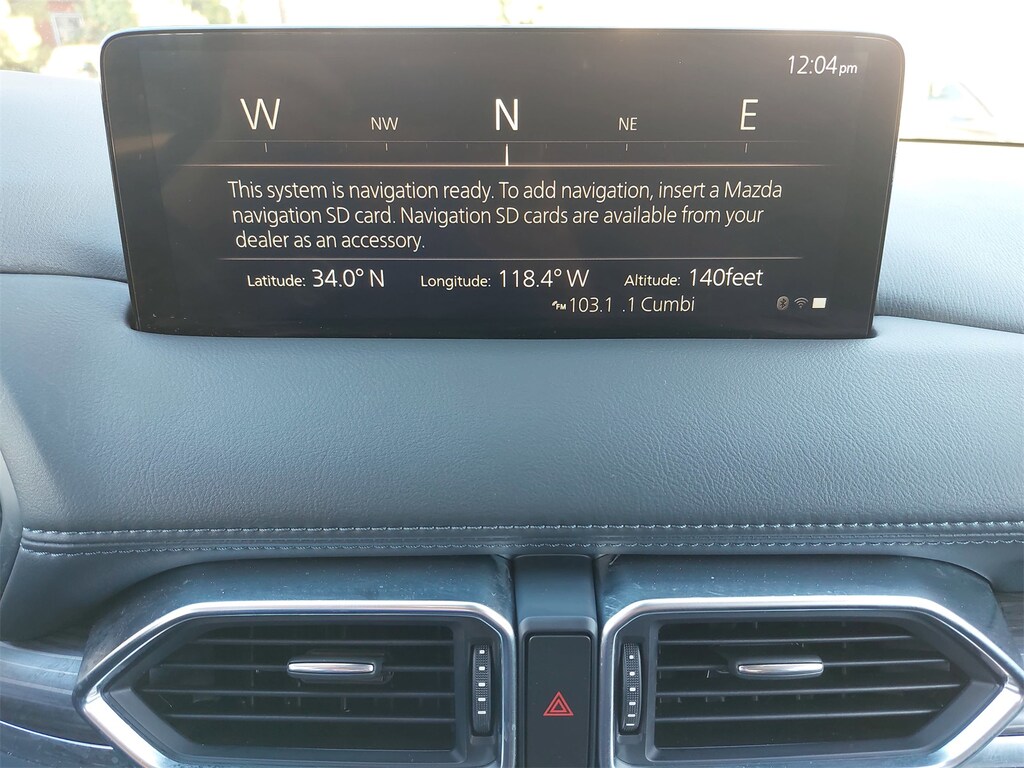 12:04pm
W NW N NE E
This system is navigation ready. To add navigation, insert a Mazda
navigation SD card. Navigation SD cards are available from your
dealer as an accessory.
Latitude: 34.0° N Longitude: 118.4° W Altitude: 140feet
FM 103.1 .1 Cumbi